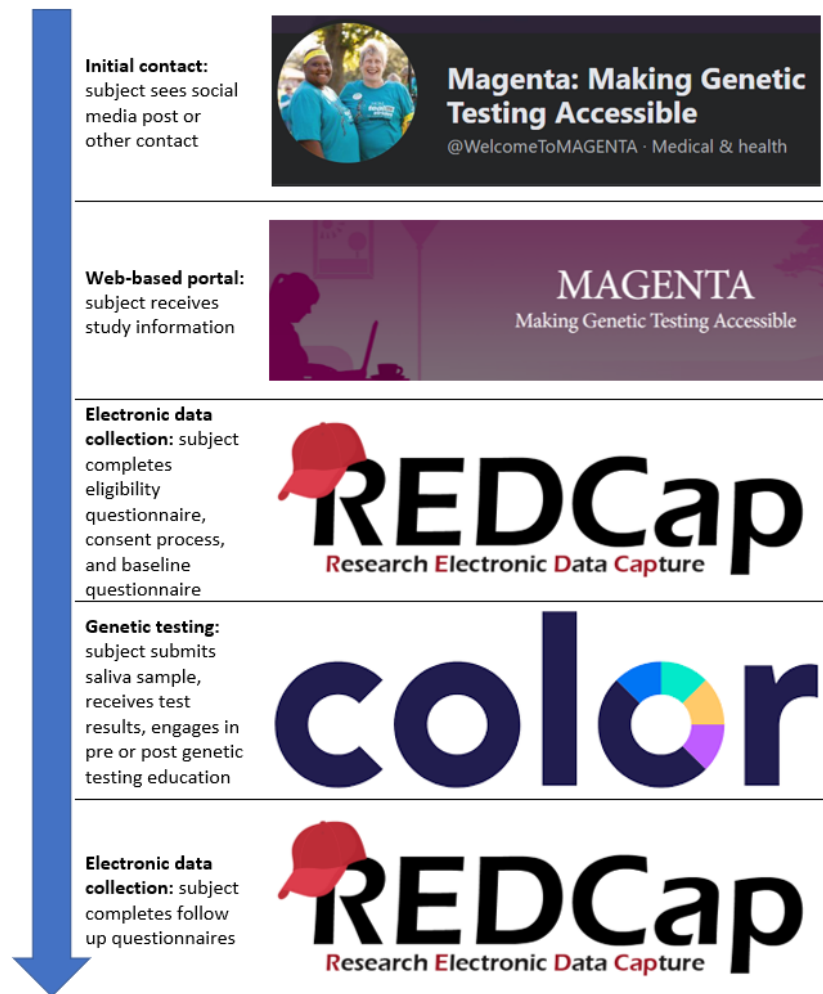 Initial contact:
subject sees social
media post or
other contact
Magenta: Making Genetic
Testing Accessible
@WelcomeToMAGENTA · Medical & health
Web-based portal:
subject receives
study information
MAGENTA
Making Genetic Testing Accessible
Electronic data
collection: subject
completes
eligibility
questionnaire,
consent process,
and baseline
questionnaire
REDCap
Research Electronic Data Capture
Genetic testing:
subject submits
saliva sample,
receives test
results, engages in
pre or post genetic
testing education
color
Electronic data
collection: subject
completes follow
up questionnaires
REDCap
Research Electronic Data Capture